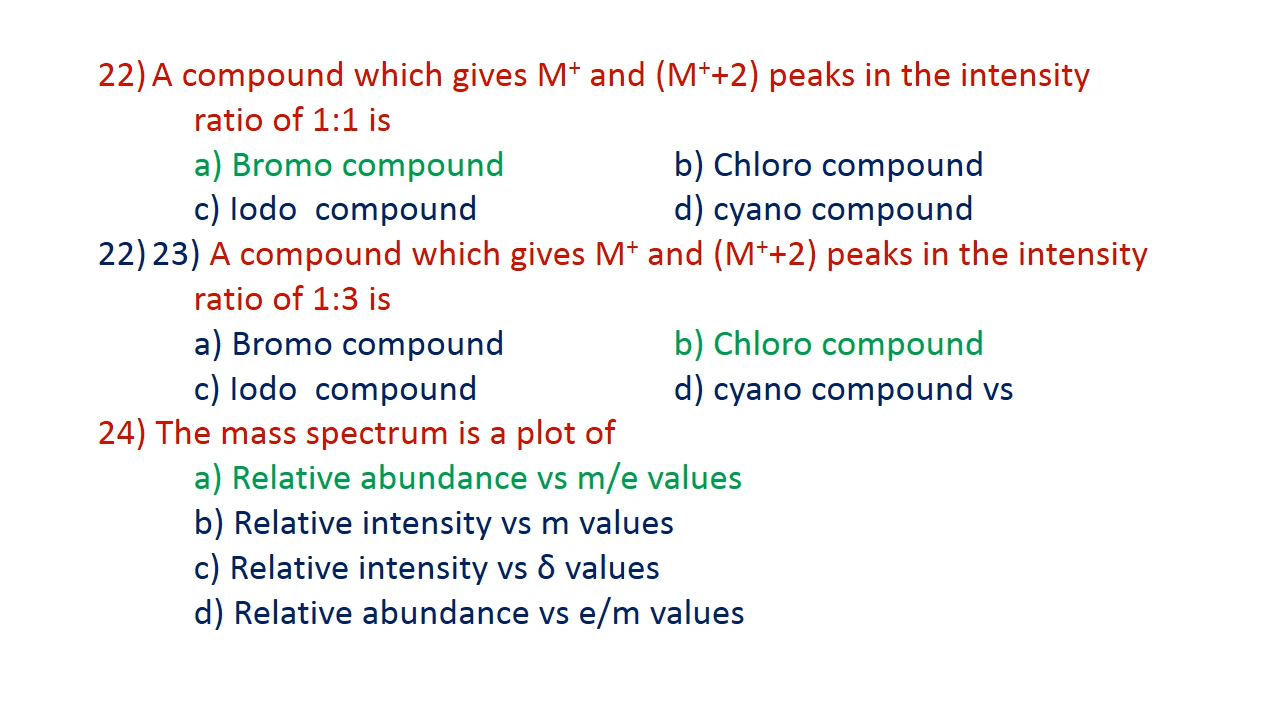 22) A compound which gives M⁺ and (M⁺+2) peaks in the intensity
ratio of 1:1 is
a) Bromo compound b) Chloro compound
c) Iodo  compound d) cyano compound
22) 23) A compound which gives M⁺ and (M⁺+2) peaks in the intensity
ratio of 1:3 is
a) Bromo compound b) Chloro compound
c) Iodo  compound d) cyano compound vs
24) The mass spectrum is a plot of
a) Relative abundance vs m/e values
b) Relative intensity vs m values
c) Relative intensity vs δ values
d) Relative abundance vs e/m values